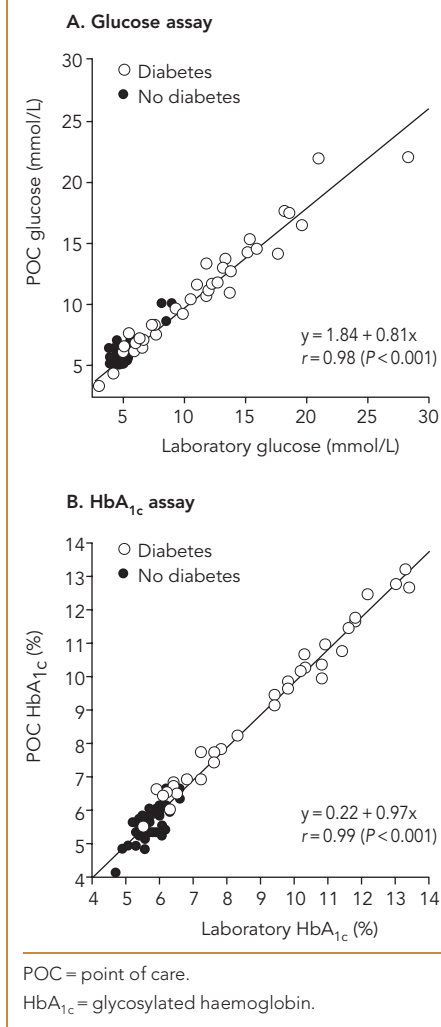 A. Glucose assay
30
25
20
15
10
5
POC glucose (mmol/L)
Diabetes
No diabetes
y = 1.84 + 0.81x
r = 0.98 (P < 0.001)
5 10 15 20 25 30
Laboratory glucose (mmol/L)
B. HbA1c assay
14
13
12
11
10
9
8
7
6
5
4
POC HbA1c (%)
Diabetes
No diabetes
y = 0.22 + 0.97x
r = 0.99 (P < 0.001)
4 5 6 7 8 9 10 11 12 13 14
Laboratory HbA1c (%)
POC = point of care.
HbA1c = glycosylated haemoglobin.